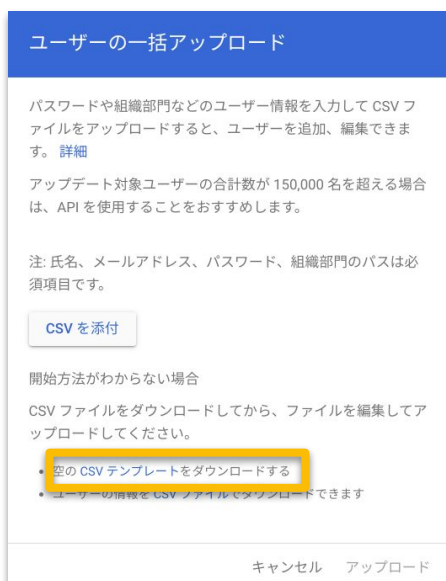 ユーザーの一括アップロード
パスワードや組織部門などのユーザー情報を入力して CSV フ
ァイルをアップロードすると、ユーザーを追加、編集できま
す。 詳細
アップデート対象ユーザーの合計数が 150,000 名を超える場合
は、API を使用することをおすすめします。
注: 氏名、メールアドレス、パスワード、組織部門のパスは必
須項目です。
CSV を添付
開始方法がわからない場合
CSV ファイルをダウンロードしてから、ファイルを編集してア
ップロードしてください。
• 空の CSV テンプレートをダウンロードする
• ユーザーの情報を CSV ファイルでダウンロードできます
キャンセル アップロード